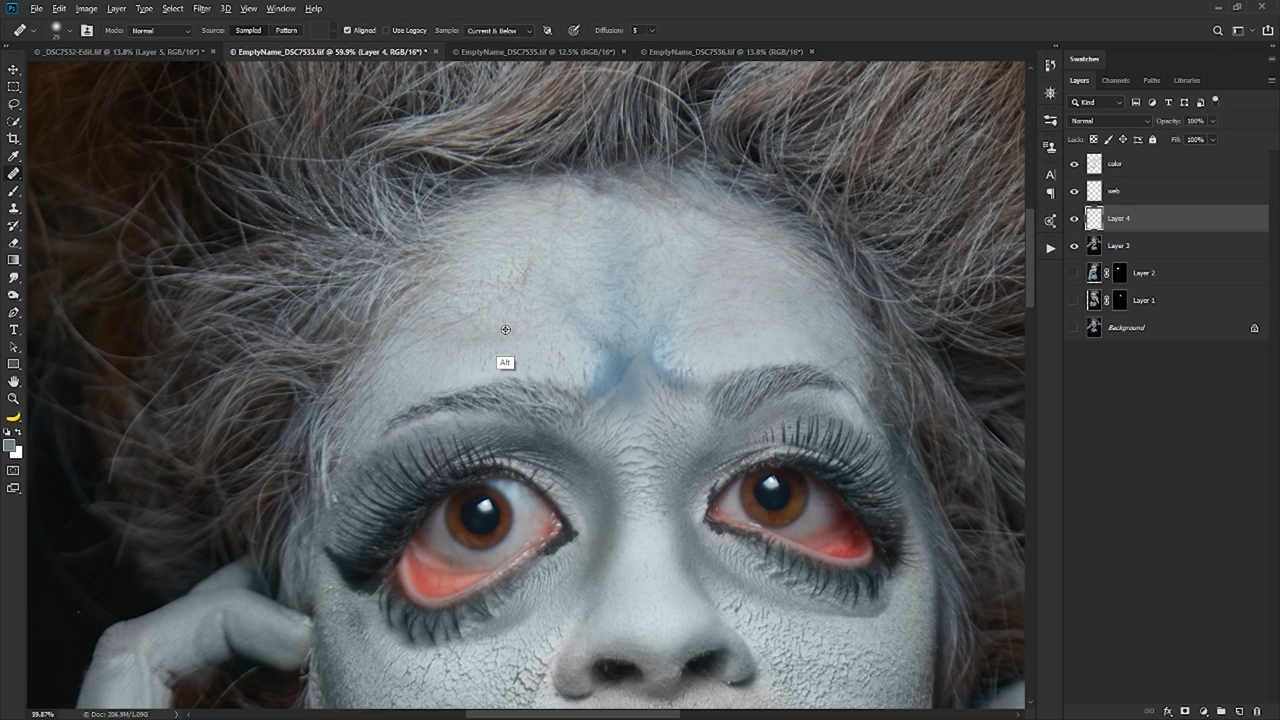 Ps File Edit Image Layer Type Select Filter 3D View Window Help
29 Mode: Normal Source: Sampled Pattern Aligned Use Legacy Sample: Current & Below Diffusion: 5
_DSC7532-Edit.tif @ 13.8% (Layer 5, RGB/16*) * × EmptyName_DSC7533.tif @ 59.9% (Layer 4, RGB/16*) * × EmptyName_DSC7535.tif @ 12.5% (RGB/16*) × EmptyName_DSC7536.tif @ 13.8% (RGB/16*) ×
Swatches
Layers Channels Paths Libraries
Kind
Normal Opacity: 100%
Lock: Fill: 100%
color
web
Layer 4
Layer 3
Layer 2
Layer 1
Background
Alt
59.87% Doc: 206.9M/1.09G